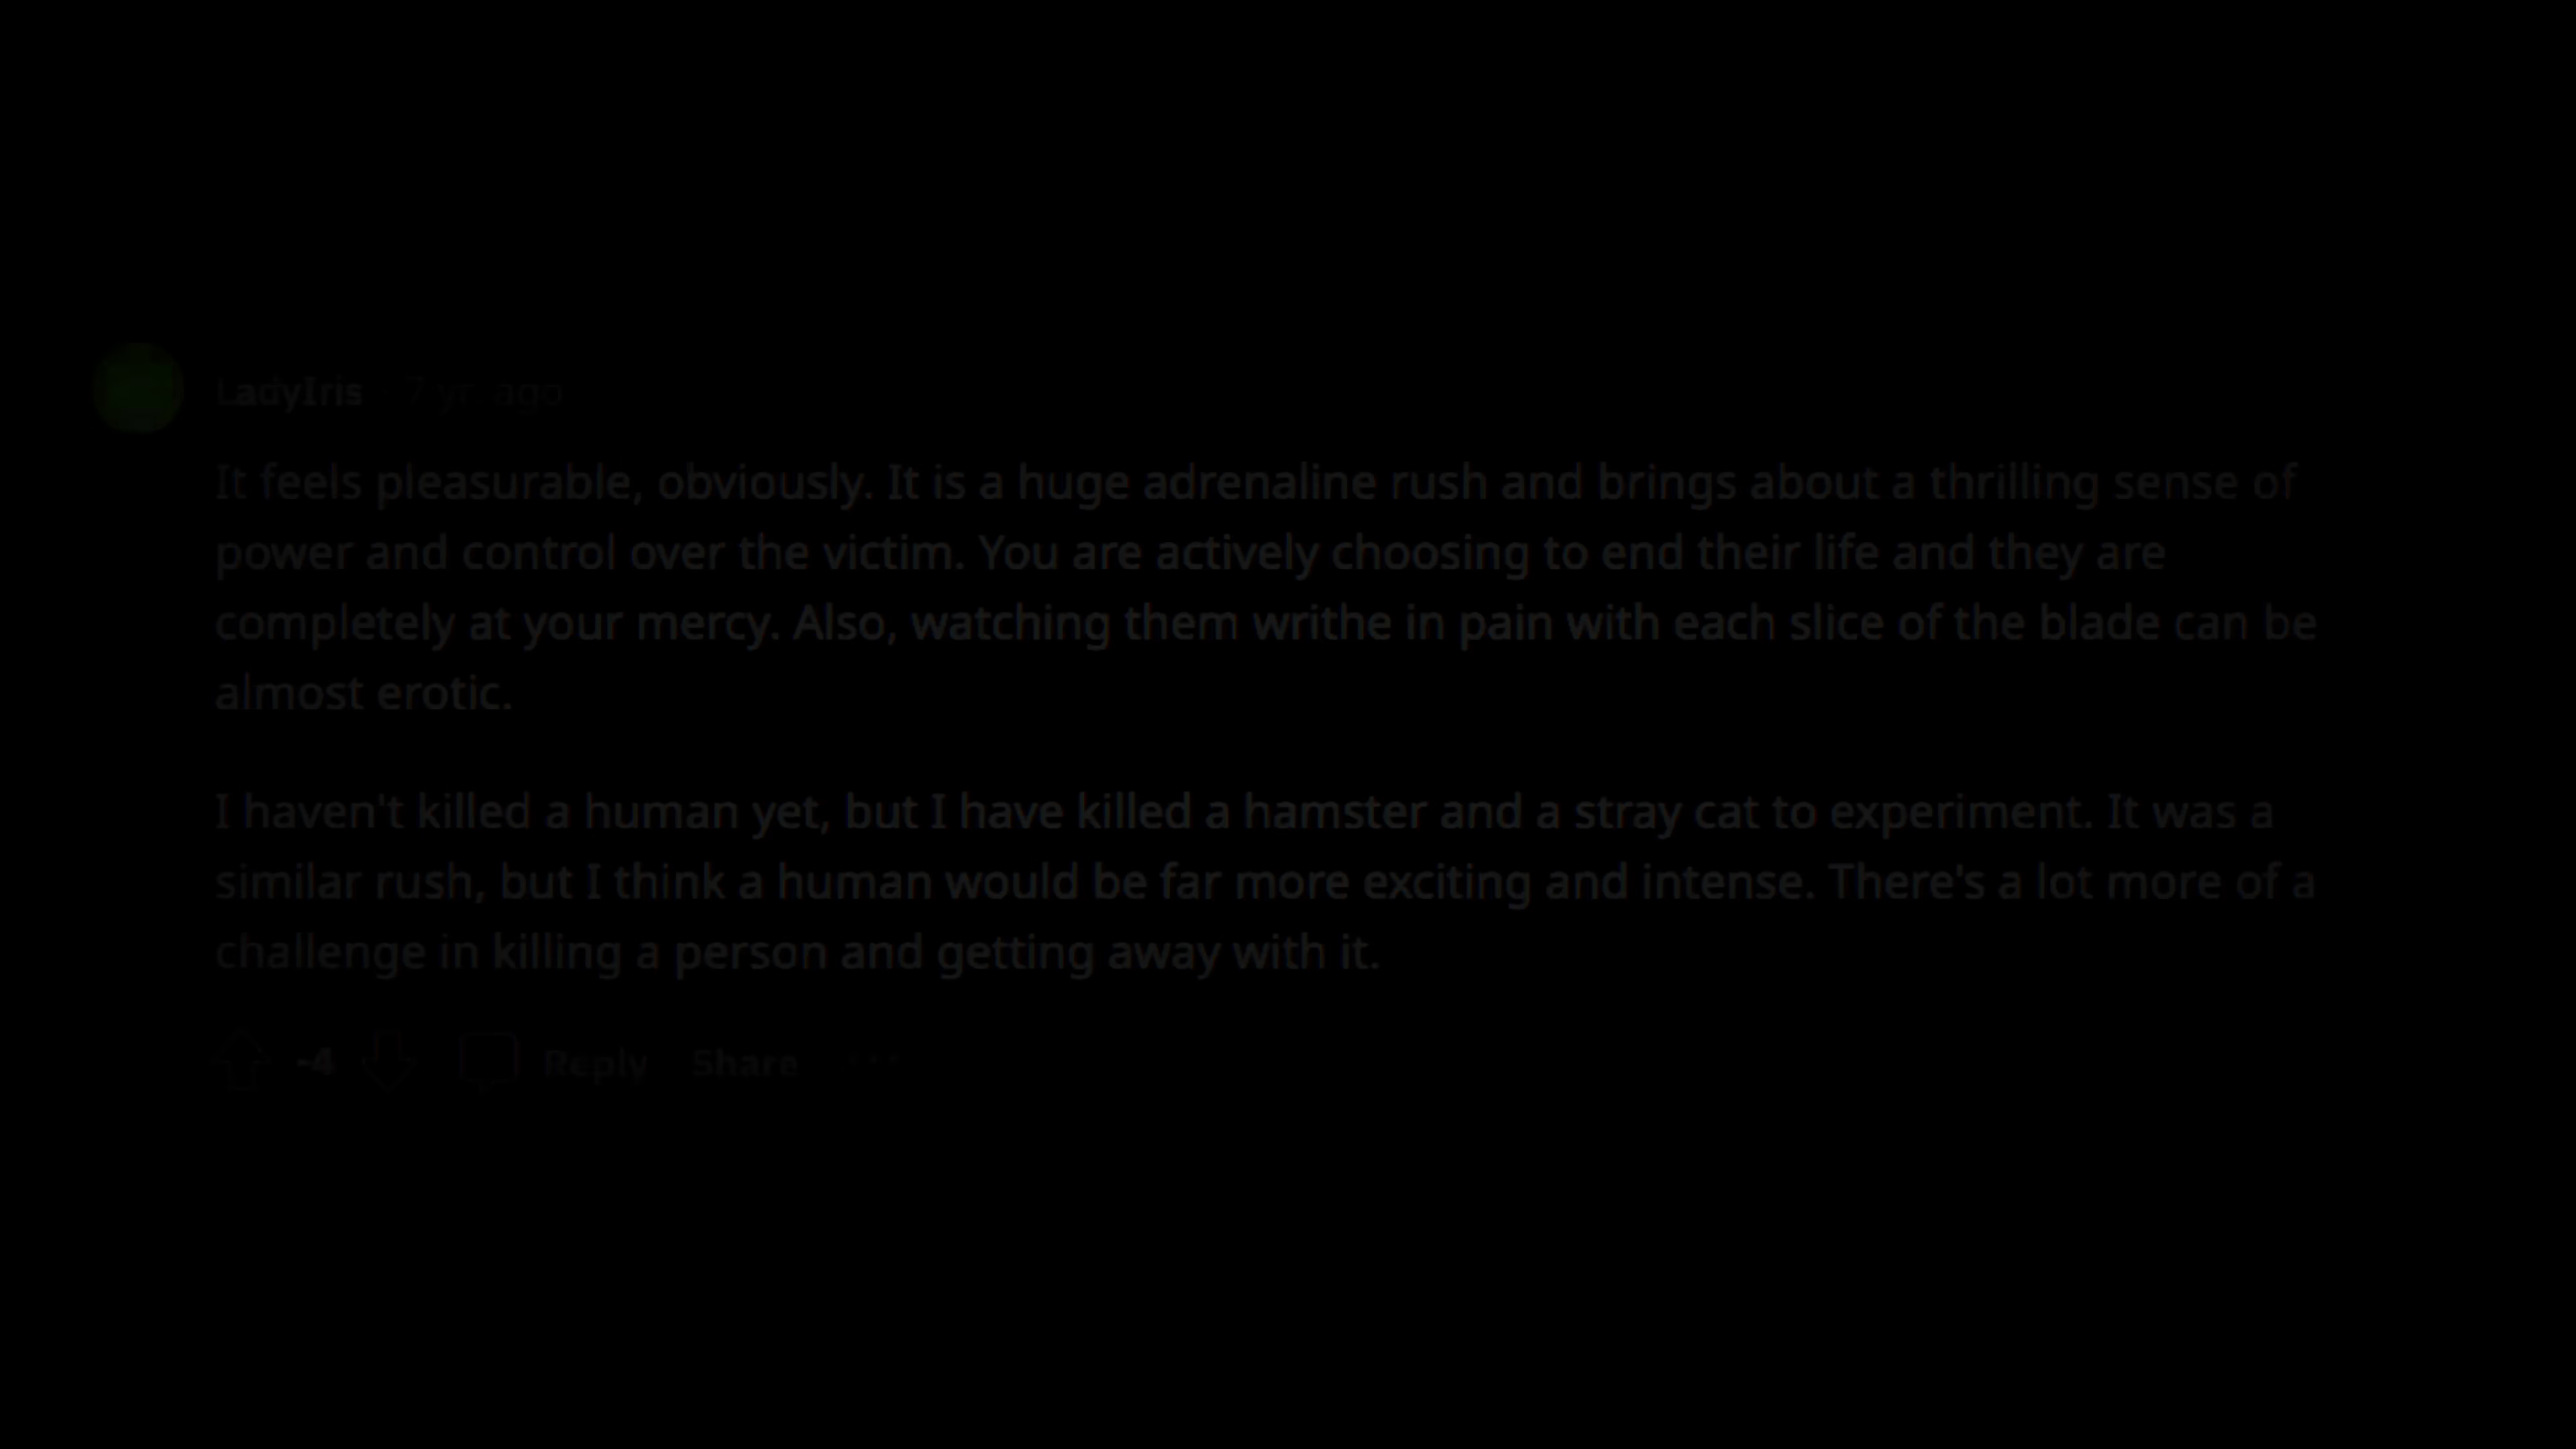 LadyIris 7 yr. ago
It feels pleasurable, obviously. It is a huge adrenaline rush and brings about a thrilling sense of
power and control over the victim. You are actively choosing to end their life and they are
completely at your mercy. Also, watching them writhe in pain with each slice of the blade can be
almost erotic.
I haven't killed a human yet, but I have killed a hamster and a stray cat to experiment. It was a
similar rush, but I think a human would be far more exciting and intense. There's a lot more of a
challenge in killing a person and getting away with it.
-4 Reply Share ...